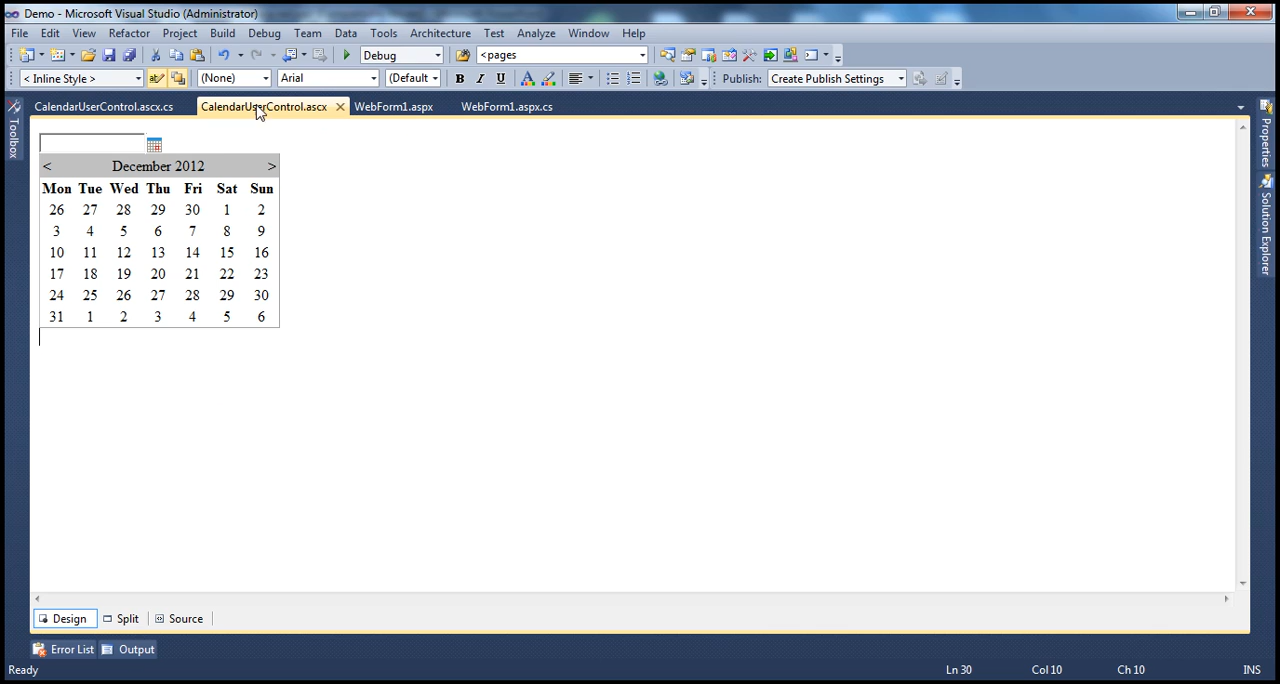 Demo - Microsoft Visual Studio (Administrator)
File Edit View Refactor Project Build Debug Team Data Tools Architecture Test Analyze Window Help
Debug <pages
< Inline Style > (None) Arial (Default B I U A Publish: Create Publish Settings
CalendarUserControl.ascx.cs CalendarUserControl.ascx WebForm1.aspx WebForm1.aspx.cs
Toolbox
Properties
Solution Explorer
< December 2012 >
Mon Tue Wed Thu Fri Sat Sun
26 27 28 29 30 1 2
3 4 5 6 7 8 9
10 11 12 13 14 15 16
17 18 19 20 21 22 23
24 25 26 27 28 29 30
31 1 2 3 4 5 6
Design Split Source
Error List Output
Ready Ln 30 Col 10 Ch 10 INS